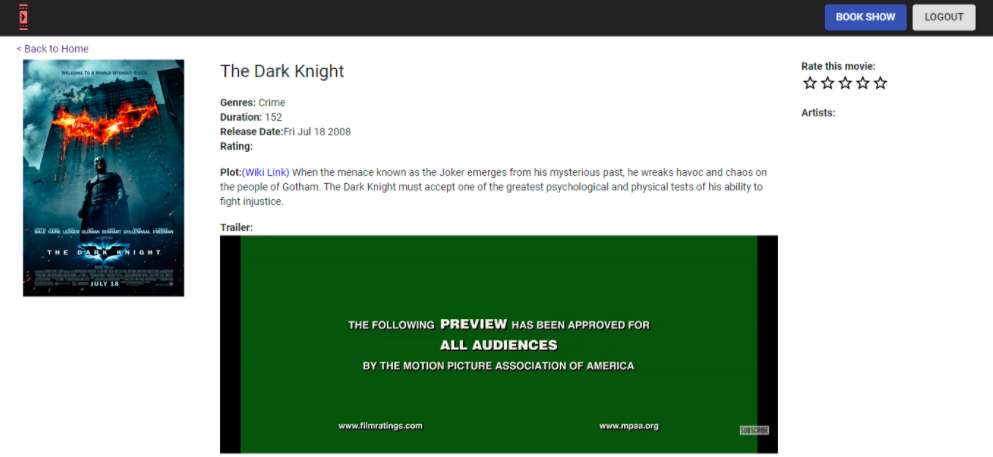 BOOK SHOW
LOGOUT
< Back to Home
WELCOME TO A WORLD WITHOUT RULES.
BALE CAINE LEDGER OLDMAN ECKHART GYLLENHAAL FREEMAN
THE DARK KNIGHT
JULY 18
The Dark Knight
Genres: Crime
Duration: 152
Release Date:Fri Jul 18 2008
Rating:
Plot:(Wiki Link) When the menace known as the Joker emerges from his mysterious past, he wreaks havoc and chaos on
the people of Gotham. The Dark Knight must accept one of the greatest psychological and physical tests of his ability to
fight injustice.
Trailer:
THE FOLLOWING PREVIEW HAS BEEN APPROVED FOR
ALL AUDIENCES
BY THE MOTION PICTURE ASSOCIATION OF AMERICA
www.filmratings.com
www.mpaa.org
SUBSCRIBE
Rate this movie:
Artists: